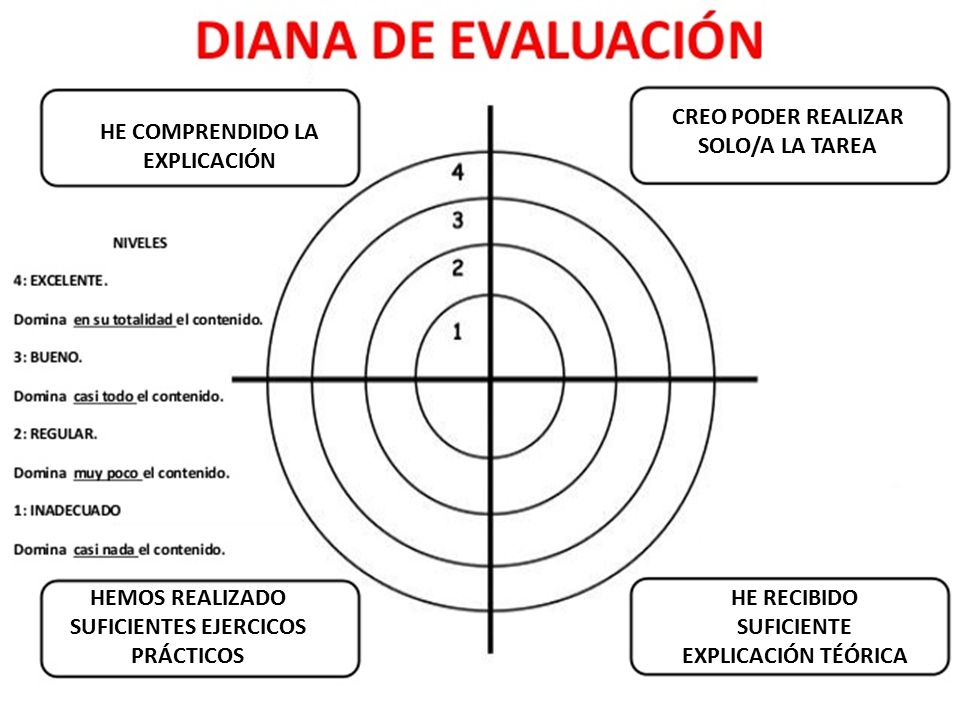 DIANA DE EVALUACIÓN
HE COMPRENDIDO LA
EXPLICACIÓN
CREO PODER REALIZAR
SOLO/A LA TAREA
4
3
2
1
NIVELES
4: EXCELENTE.
Domina en su totalidad el contenido.
3: BUENO.
Domina casi todo el contenido.
2: REGULAR.
Domina muy poco el contenido.
1: INADECUADO
Domina casi nada el contenido.
HEMOS REALIZADO
SUFICIENTES EJERCICOS
PRÁCTICOS
HE RECIBIDO
SUFICIENTE
EXPLICACIÓN TÉÓRICA